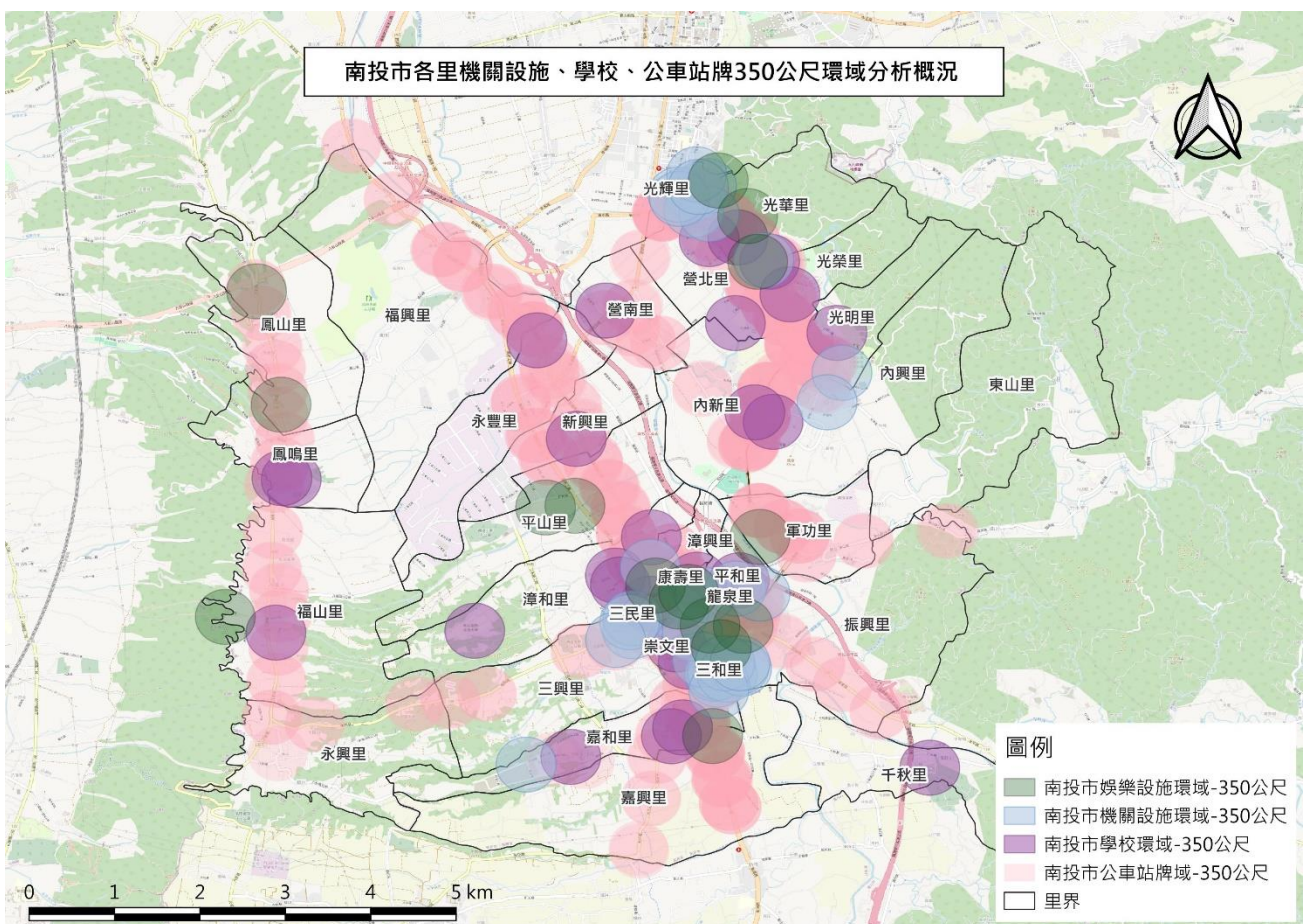 南投市各里機關設施、學校、公車站牌350公尺環域分析概況
光輝里
光華里
營北里
光榮里
鳳山里
福興里
營南里
光明里
內興里
東山里
永豐里
新興里
內新里
鳳鳴里
平山里
漳興里
軍功里
康壽里
平和里
龍泉里
福山里
漳和里
三民里
振興里
崇文里
三和里
三興里
嘉和里
永興里
千秋里
嘉興里
圖例
南投市娛樂設施環域-350公尺
南投市機關設施環域-350公尺
南投市學校環域-350公尺
南投市公車站牌域-350公尺
里界
0 1 2 3 4 5 km